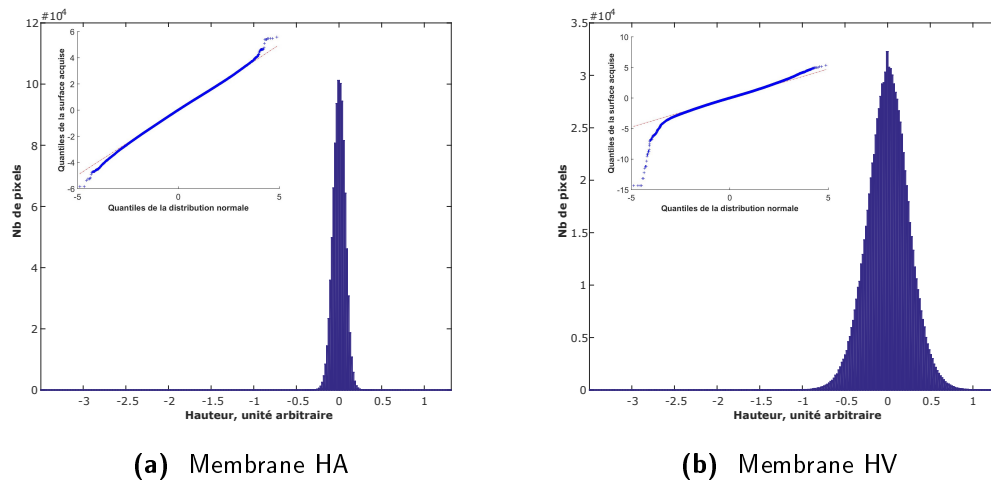 #10⁴
12
10
8
6
4
2
0
Nb de pixels
-3 -2.5 -2 -1.5 -1 -0.5 0 0.5 1
Hauteur, unité arbitraire
6
4
2
0
-2
-4
-6
Quantiles de la surface acquise
-5 0 5
Quantiles de la distribution normale
(a) Membrane HA
#10⁴
3.5
3
2.5
2
1.5
1
0.5
0
Nb de pixels
-3 -2.5 -2 -1.5 -1 -0.5 0 0.5 1
Hauteur, unité arbitraire
10
5
0
-5
-10
-15
Quantiles de la surface acquise
-5 0 5
Quantiles de la distribution normale
(b) Membrane HV